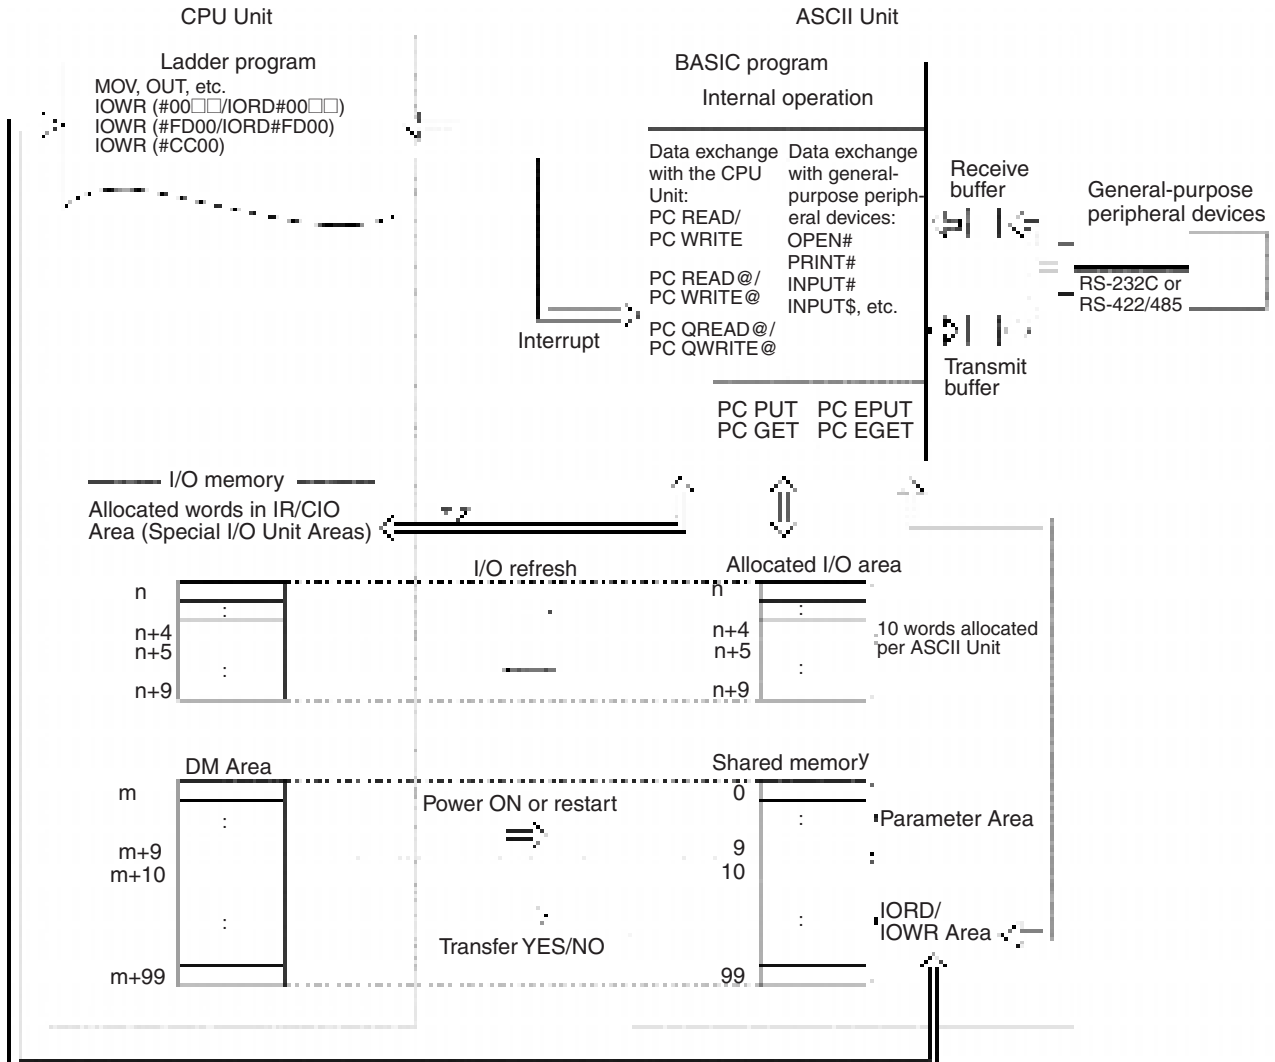 CPU Unit
ASCII Unit
Ladder program
MOV, OUT, etc.
IOWR (#00□□/IORD#00□□)
IOWR (#FD00/IORD#FD00)
IOWR (#CC00)
BASIC program
Internal operation
Data exchange
with the CPU
Unit:
PC READ/
PC WRITE
PC READ@/
PC WRITE@
PC QREAD@/
PC QWRITE@
Data exchange
with general-
purpose periph-
eral devices:
OPEN#
PRINT#
INPUT#
INPUT$, etc.
Receive
buffer
General-purpose
peripheral devices
RS-232C or
RS-422/485
Interrupt
Transmit
buffer
PC PUT PC EPUT
PC GET PC EGET
I/O memory
Allocated words in IR/CIO
Area (Special I/O Unit Areas)
I/O refresh
Allocated I/O area
n
:
n+4
n+5
:
n+9
n
:
n+4
n+5
:
n+9
10 words allocated
per ASCII Unit
DM Area
Shared memory
m
:
m+9
m+10
:
m+99
Power ON or restart
Transfer YES/NO
0
:
9
10
:
99
Parameter Area
IORD/
IOWR Area